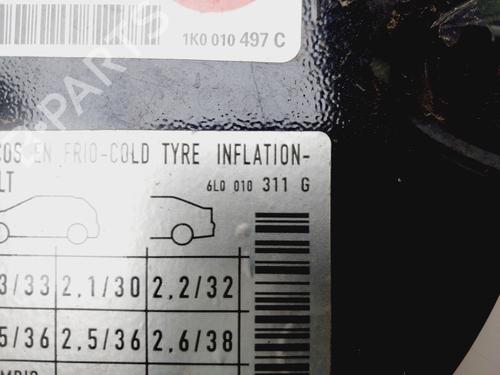 1K0 010 497 C
COS EN FRIO-COLD TYRE INFLATION-
LT
6L0 010 311 G
3/33 2,1/30 2,2/32
5/36 2,5/36 2,6/38
PARTS